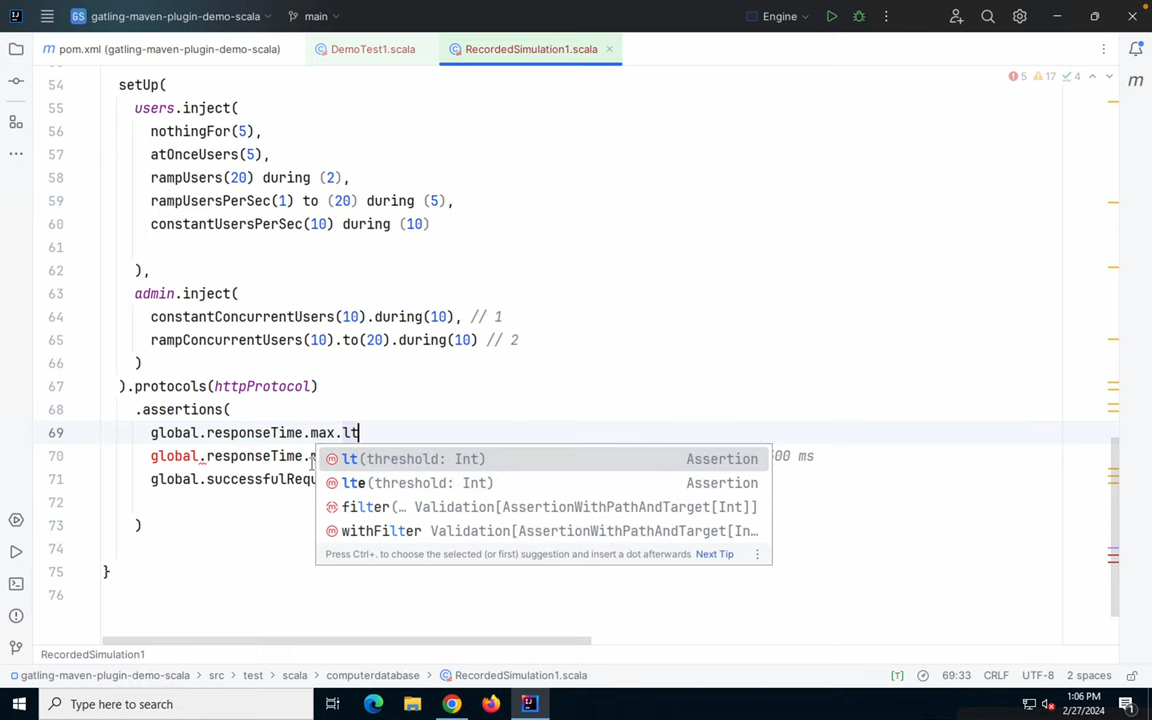 GS gatling-maven-plugin-demo-scala main Engine
pom.xml (gatling-maven-plugin-demo-scala) DemoTest1.scala RecordedSimulation1.scala
5 17 4
54 setUp(
55 users.inject(
56 nothingFor(5),
57 atOnceUsers(5),
58 rampUsers(20) during (2),
59 rampUsersPerSec(1) to (20) during (5),
60 constantUsersPerSec(10) during (10)
61
62 ),
63 admin.inject(
64 constantConcurrentUsers(10).during(10), // 1
65 rampConcurrentUsers(10).to(20).during(10) // 2
66 )
67 ).protocols(httpProtocol)
68 .assertions(
69 global.responseTime.max.lt
70 global.responseTime. 00 ms
71 global.successfulRequ
72
73 )
74
75 }
76
lt(threshold: Int) Assertion
lte(threshold: Int) Assertion
filter(… Validation[AssertionWithPathAndTarget[Int]]
withFilter Validation[AssertionWithPathAndTarget[In…
Press Ctrl+. to choose the selected (or first) suggestion and insert a dot afterwards Next Tip
RecordedSimulation1
gatling-maven-plugin-demo-scala > src > test > scala > computerdatabase > RecordedSimulation1.scala 69:33 CRLF UTF-8 2 spaces
Type here to search
1:06 PM
2/27/2024